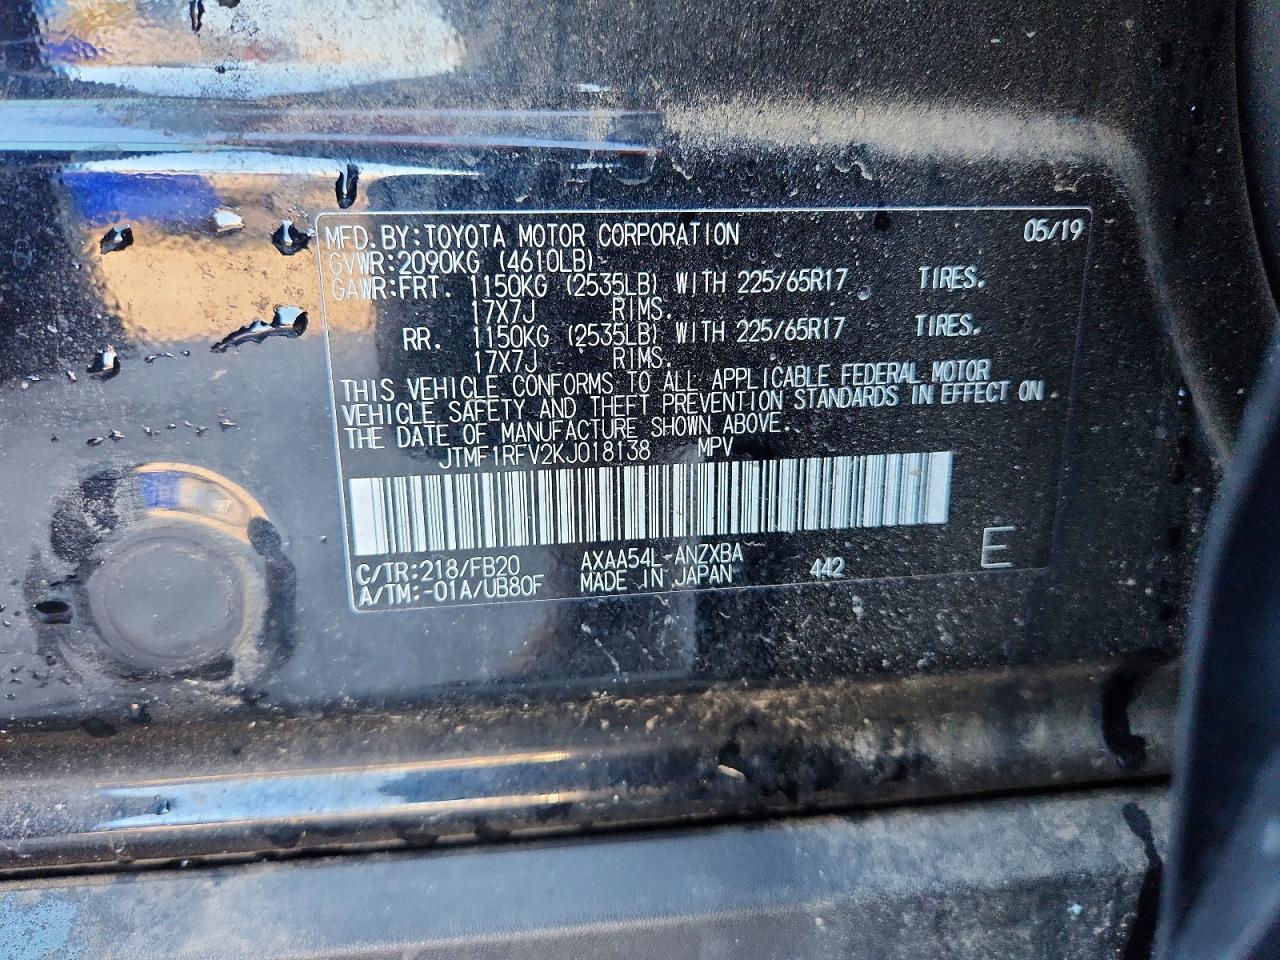 MFD.BY:TOYOTA MOTOR CORPORATION 05/19
GVWR:2090KG (4610LB)
GAWR:FRT. 1150KG (2535LB) WITH 225/65R17 TIRES.
17X7J RIMS.
RR. 1150KG (2535LB) WITH 225/65R17 TIRES.
17X7J RIMS.
THIS VEHICLE CONFORMS TO ALL APPLICABLE FEDERAL MOTOR
VEHICLE SAFETY AND THEFT PREVENTION STANDARDS IN EFFECT ON
THE DATE OF MANUFACTURE SHOWN ABOVE.
JTMF1RFV2KJ018138 MPV
C/TR:218/FB20 AXAA54L-ANZXBA 442 E
A/TM:-01A/UB80F MADE IN JAPAN